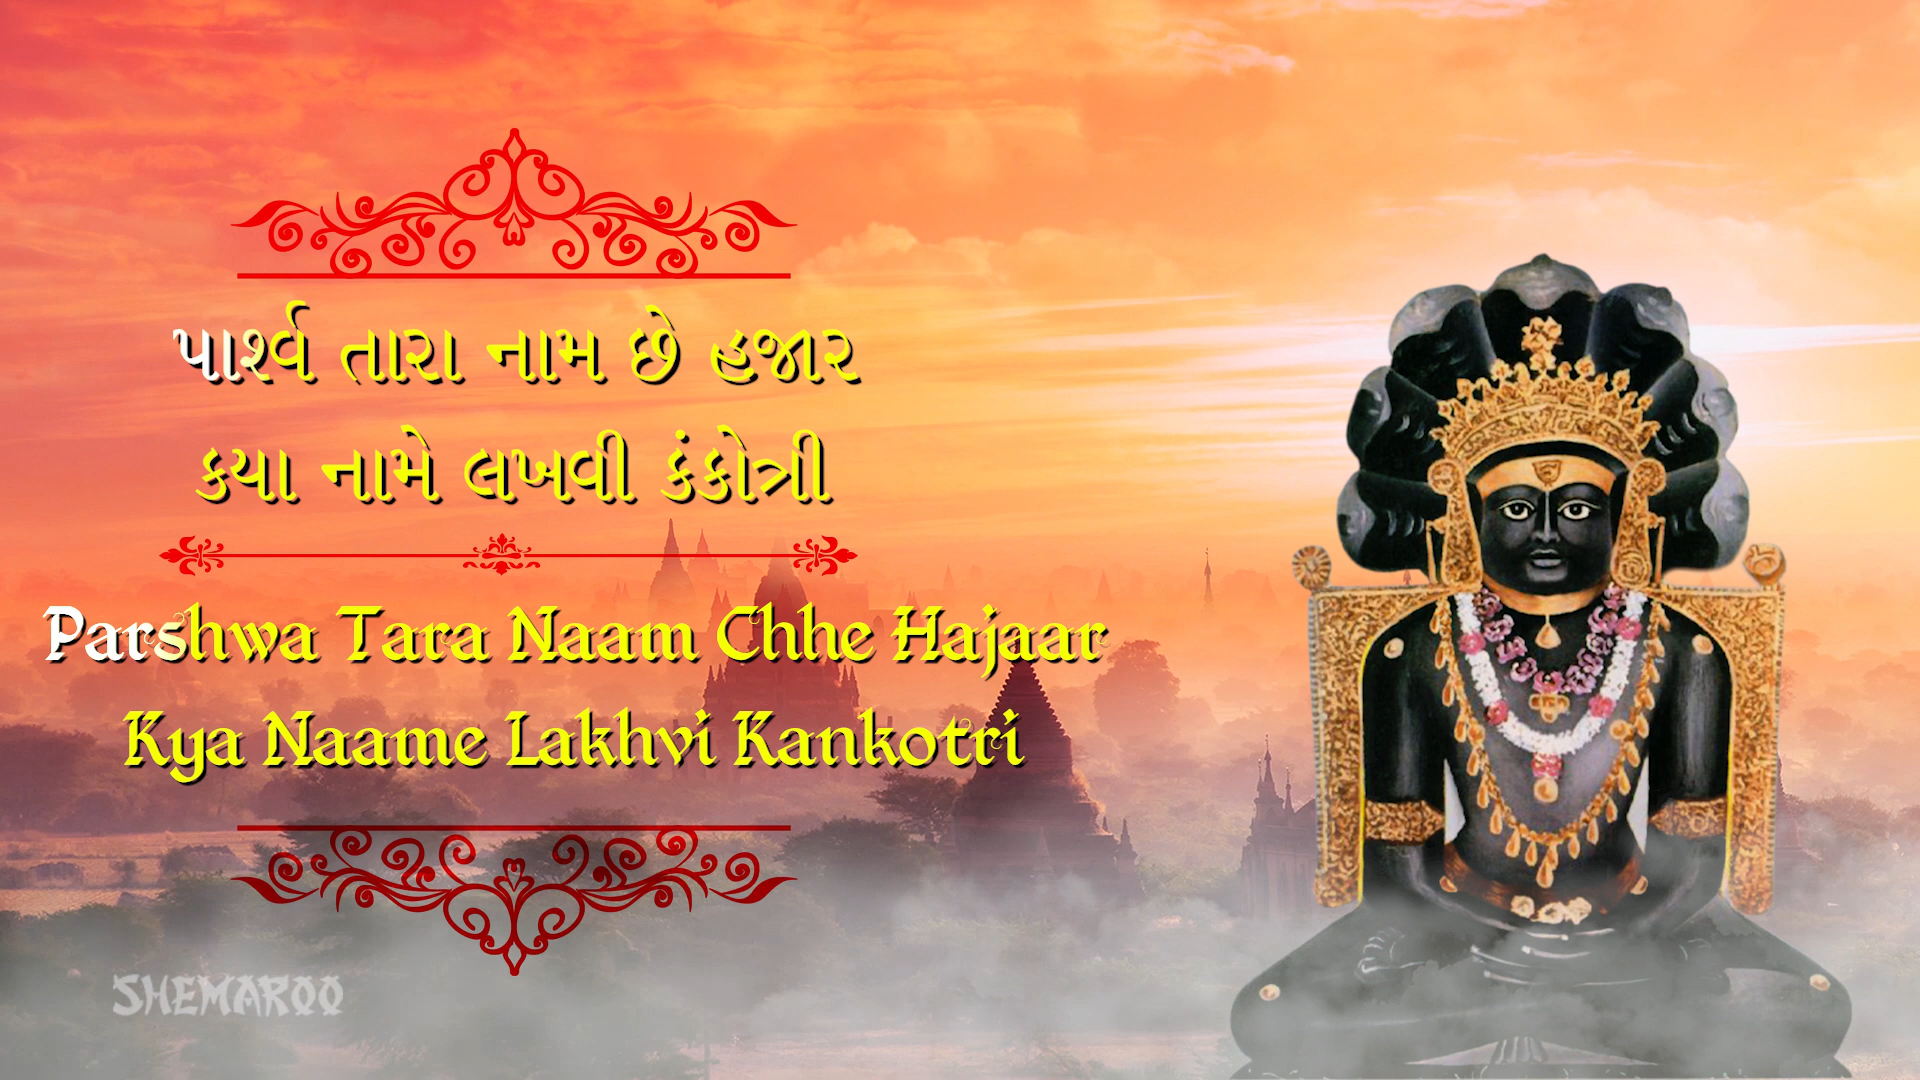 પાર્શ્વ તારા નામ છે હજાર
કયા નામે લખવી કંકોત્રી
Parshwa Tara Naam Chhe Hajaar
Kya Naame Lakhvi Kankotri
SHEMAROO